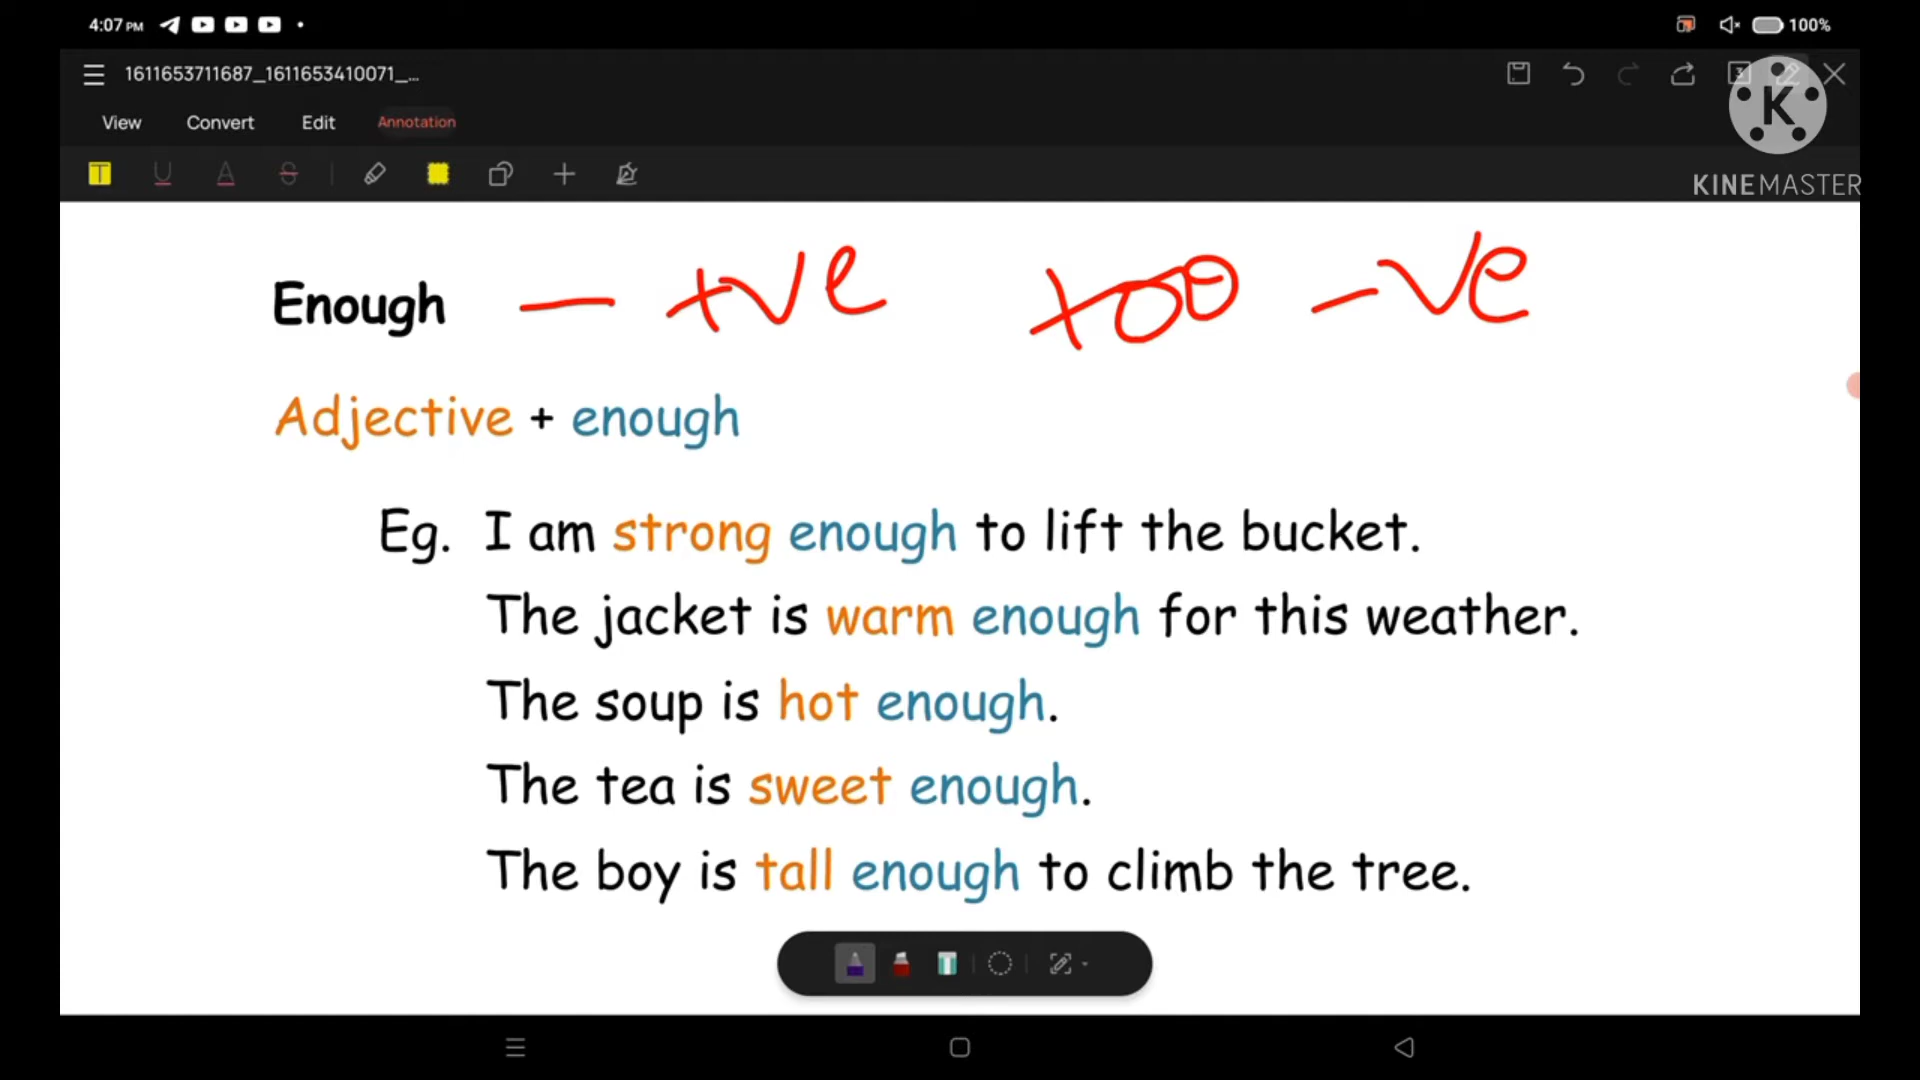 4:07 PM 100%
1611653711687_1611653410071_...
3
K
View Convert Edit Annotation
T U A S
KINEMASTER
Enough - +ve too -ve
Adjective + enough
Eg. I am strong enough to lift the bucket.
The jacket is warm enough for this weather.
The soup is hot enough.
The tea is sweet enough.
The boy is tall enough to climb the tree.